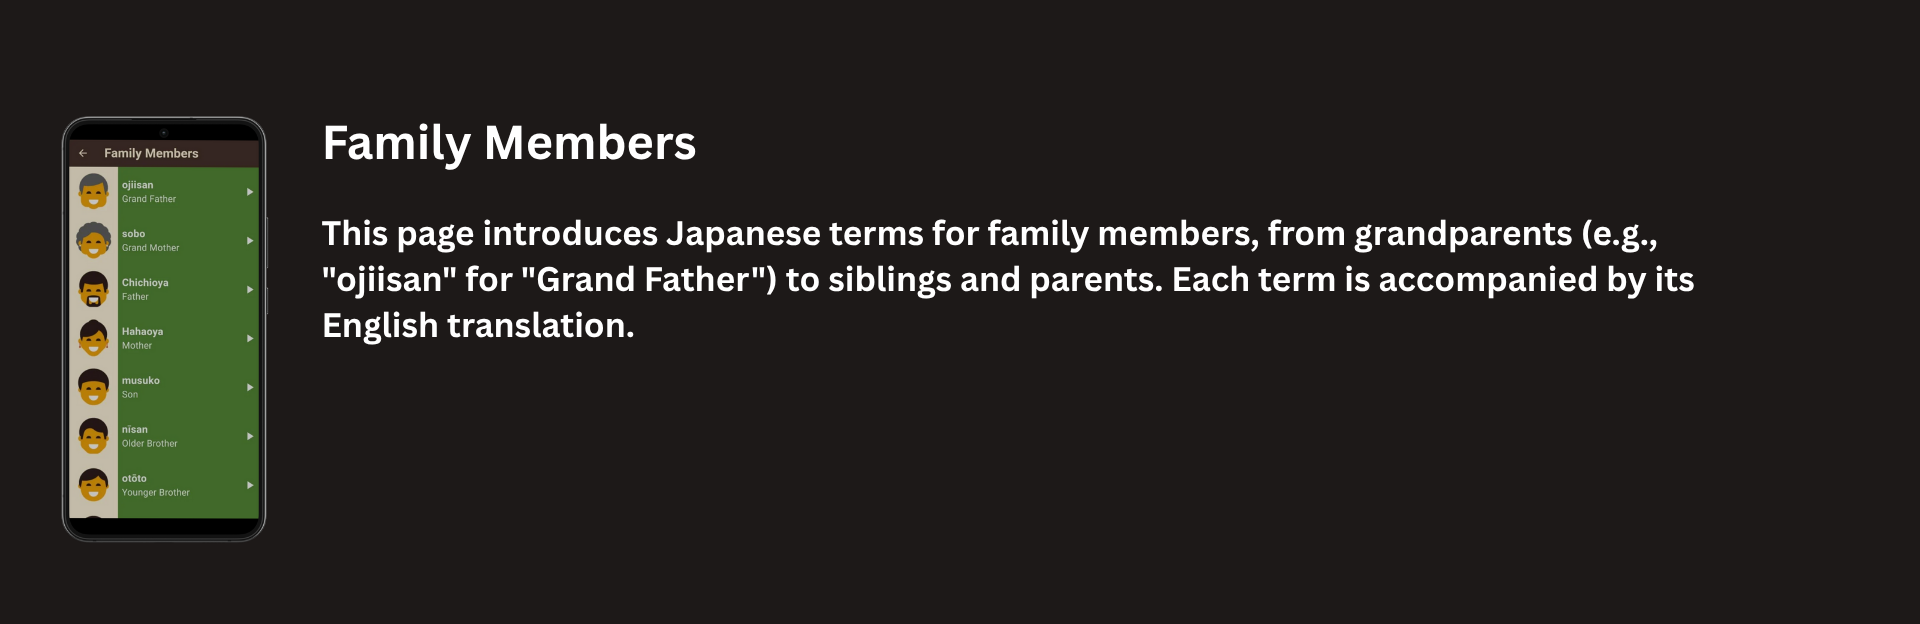 Family Members
ojiisan
Grand Father
sobo
Grand Mother
Chichioya
Father
Hahaoya
Mother
musuko
Son
nīsan
Older Brother
otōto
Younger Brother
Family Members
This page introduces Japanese terms for family members, from grandparents (e.g.,
"ojiisan" for "Grand Father") to siblings and parents. Each term is accompanied by its
English translation.